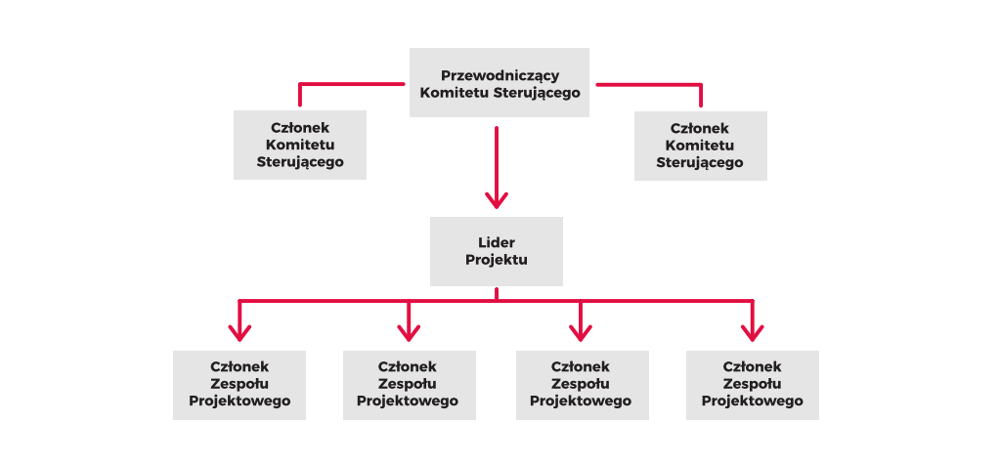 Przewodniczący
Komitetu Sterującego
Członek
Komitetu
Sterującego
Członek
Komitetu
Sterującego
Lider
Projektu
Członek
Zespołu
Projektowego
Członek
Zespołu
Projektowego
Członek
Zespołu
Projektowego
Członek
Zespołu
Projektowego